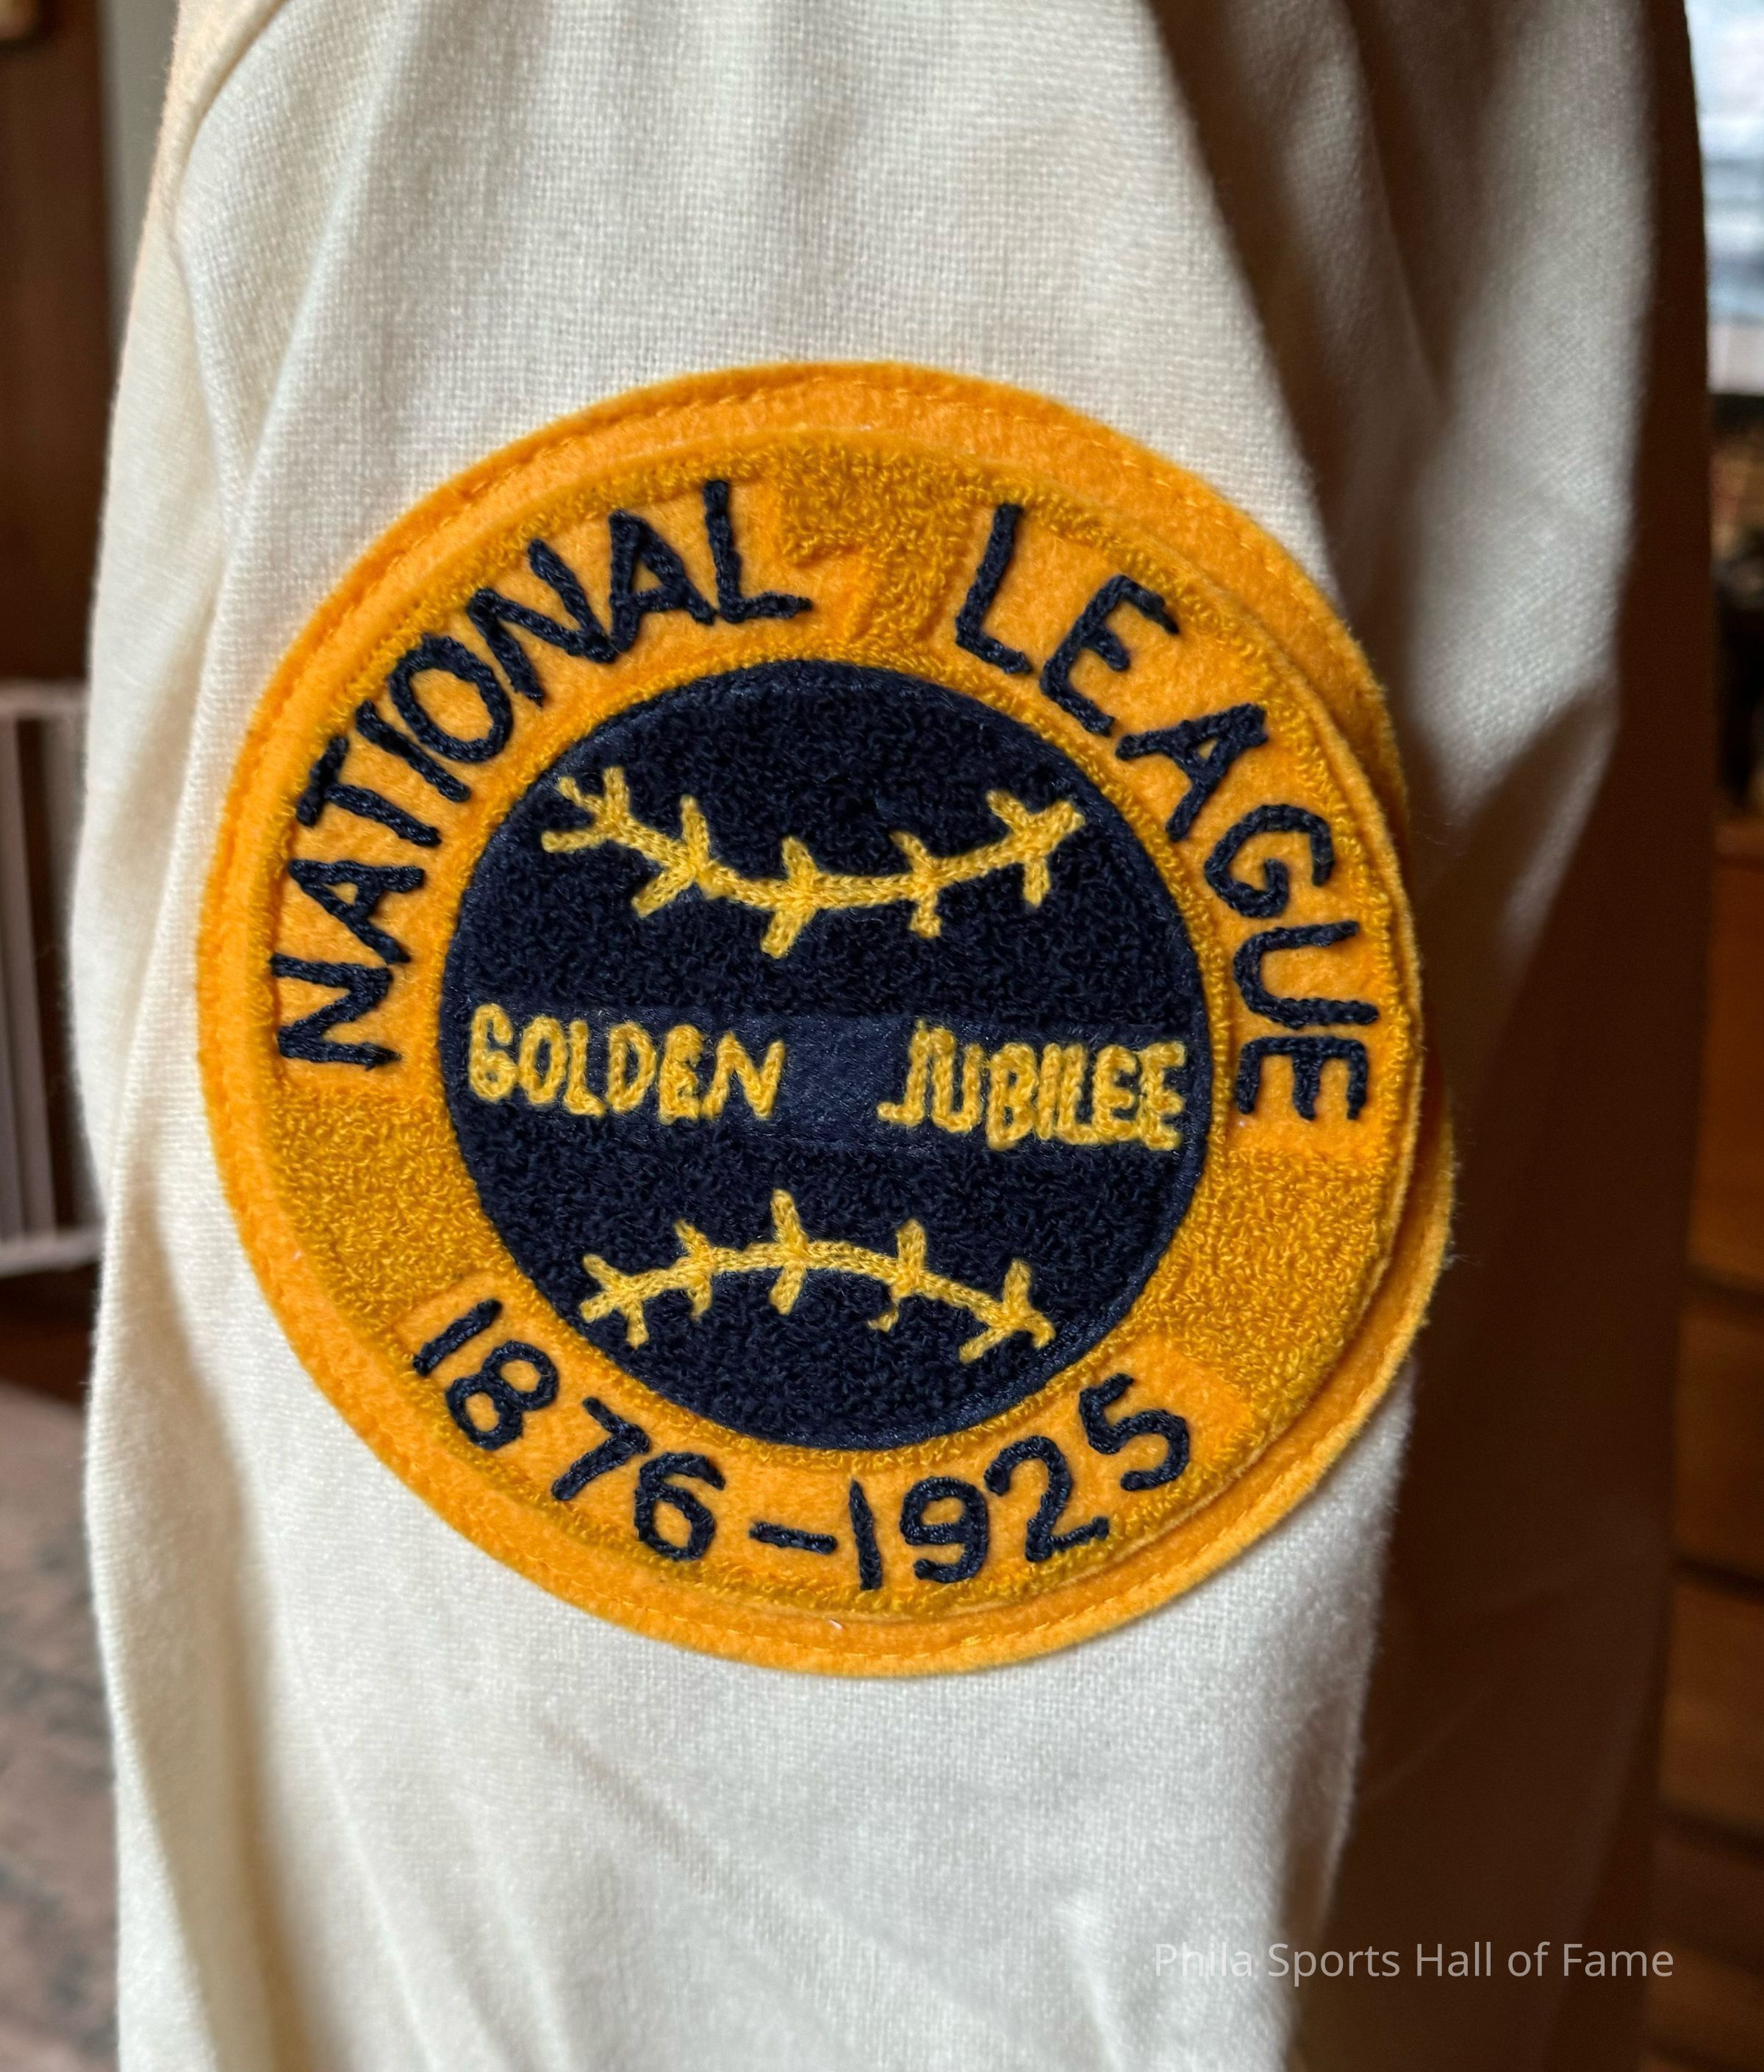 NATIONAL LEAGUE
GOLDEN JUBILEE
1876-1925
Phila Sports Hall of Fame